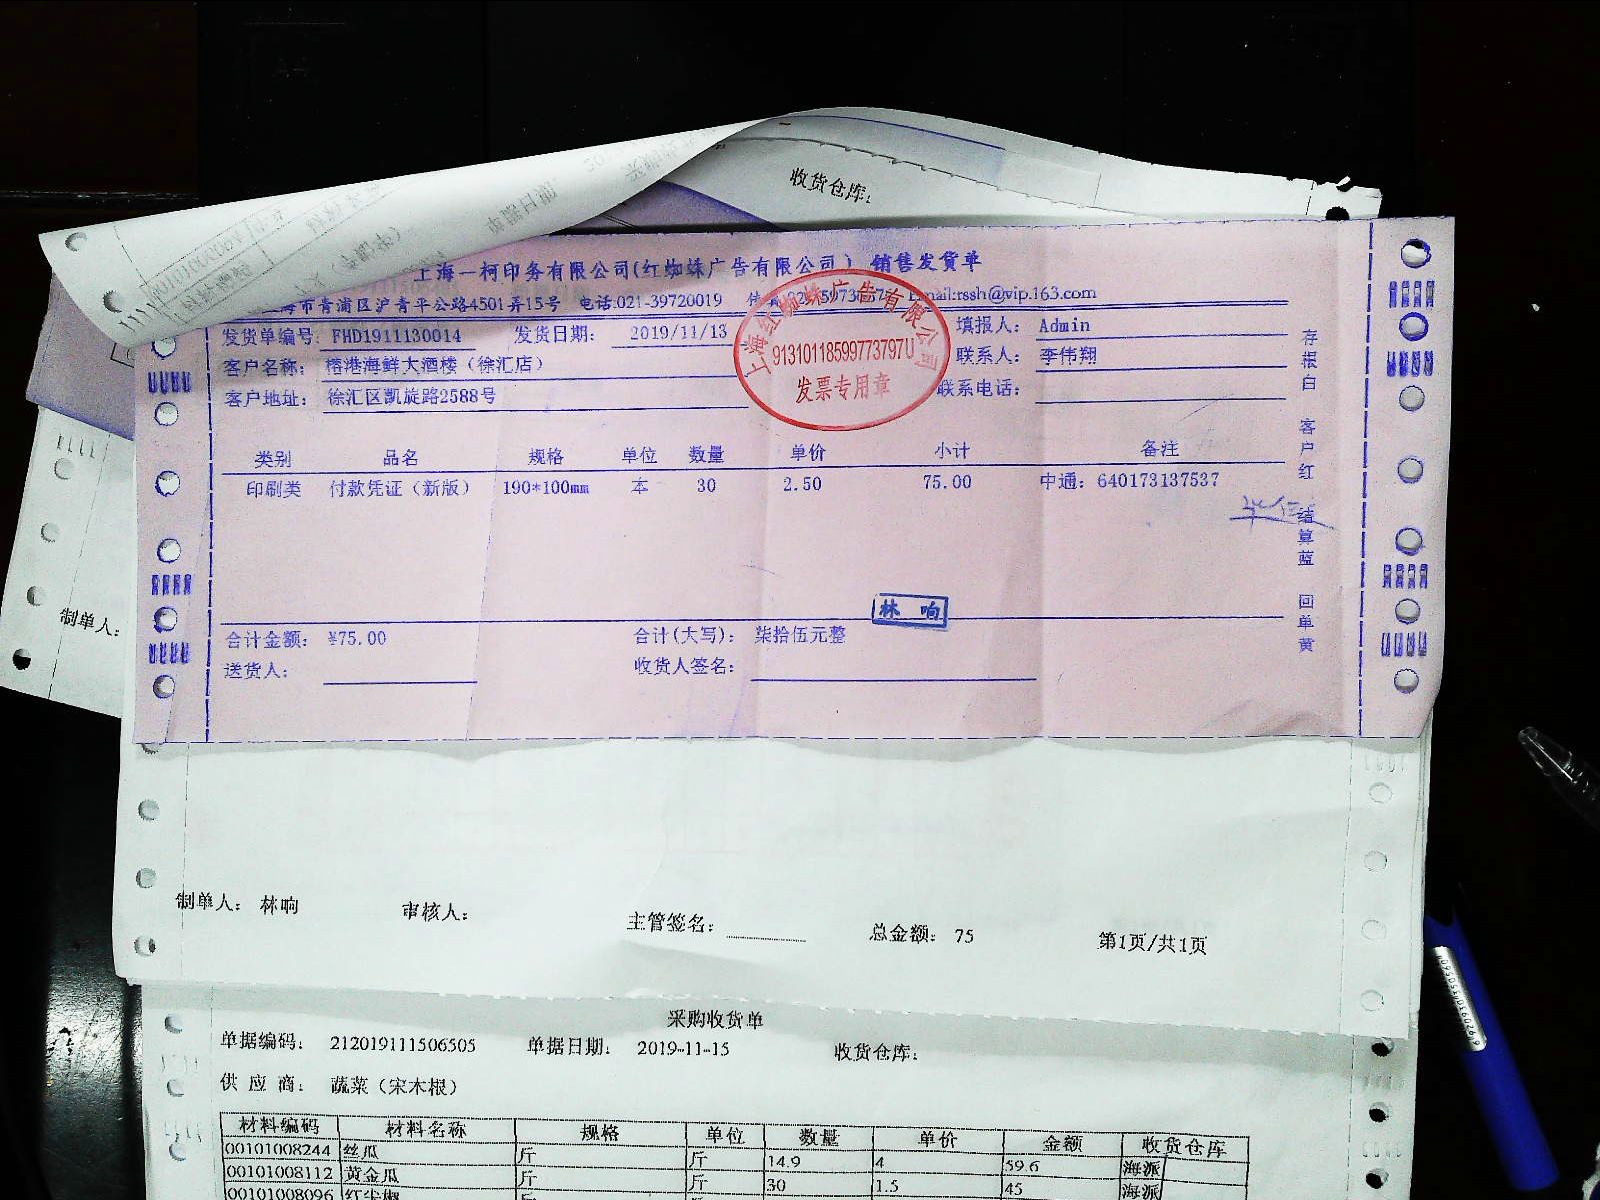 收货仓库：
上海一柯印务有限公司(红蜘蛛广告有限公司) 销售发货单
海市青浦区沪青平公路4501弄15号 电话:021-39720019 Email:rssh@vip.163.com
发货单编号: FHD1911130014 发货日期: 2019/11/13 填报人: Admin
客户名称: 榕港海鲜大酒楼（徐汇店） 联系人: 李伟翔
客户地址: 徐汇区凯旋路2588号 联系电话:
上海红蜘蛛广告有限公司
91310118599773797U
发票专用章
存根白 客户红 结算蓝 回单黄
类别 品名 规格 单位 数量 单价 小计 备注
印刷类 付款凭证（新版） 190*100mm 本 30 2.50 75.00 中通: 640173137537
林响
合计金额: ¥75.00 合计(大写): 柒拾伍元整
送货人: 收货人签名:
制单人：
制单人： 林响 审核人： 主管签名： 总金额： 75 第1页/共1页
采购收货单
单据编码： 212019111506505 单据日期： 2019-11-15 收货仓库：
供 应 商： 蔬菜（宋木根）
材料编码 材料名称 规格 单位 数量 单价 金额 收货仓库
00101008244 丝瓜 斤 斤 14.9 4 59.6 海派
00101008112 黄金瓜 斤 斤 30 1.5 45 海派
00101008096 红尖椒